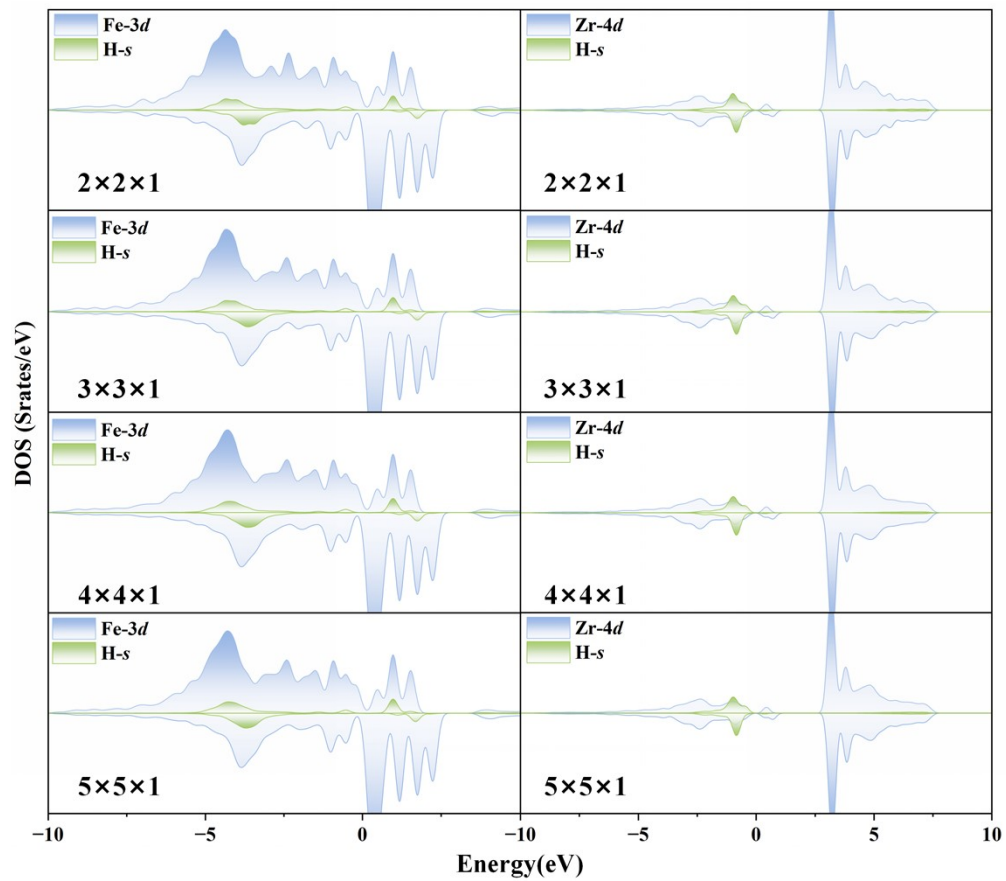 Fe-3d
H-s
2×2×1
Zr-4d
H-s
2×2×1
Fe-3d
H-s
3×3×1
Zr-4d
H-s
3×3×1
Fe-3d
H-s
4×4×1
Zr-4d
H-s
4×4×1
Fe-3d
H-s
5×5×1
Zr-4d
H-s
5×5×1
DOS (Srates/eV)
−10 −5 0 −10 −5 0 5 10
Energy(eV)